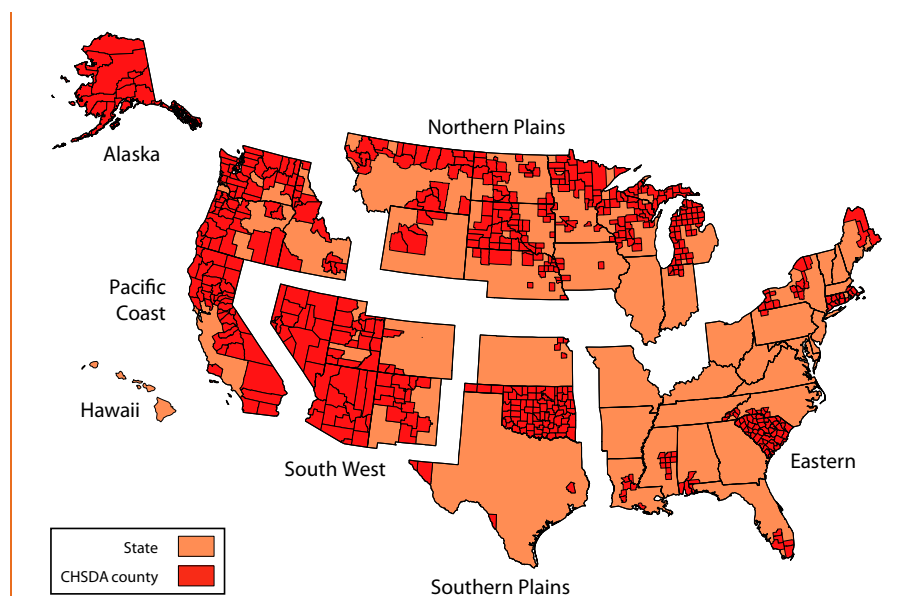 Northern Plains
Alaska
Pacific
Coast
Hawaii
South West
Eastern
State
CHSDA county
Southern Plains